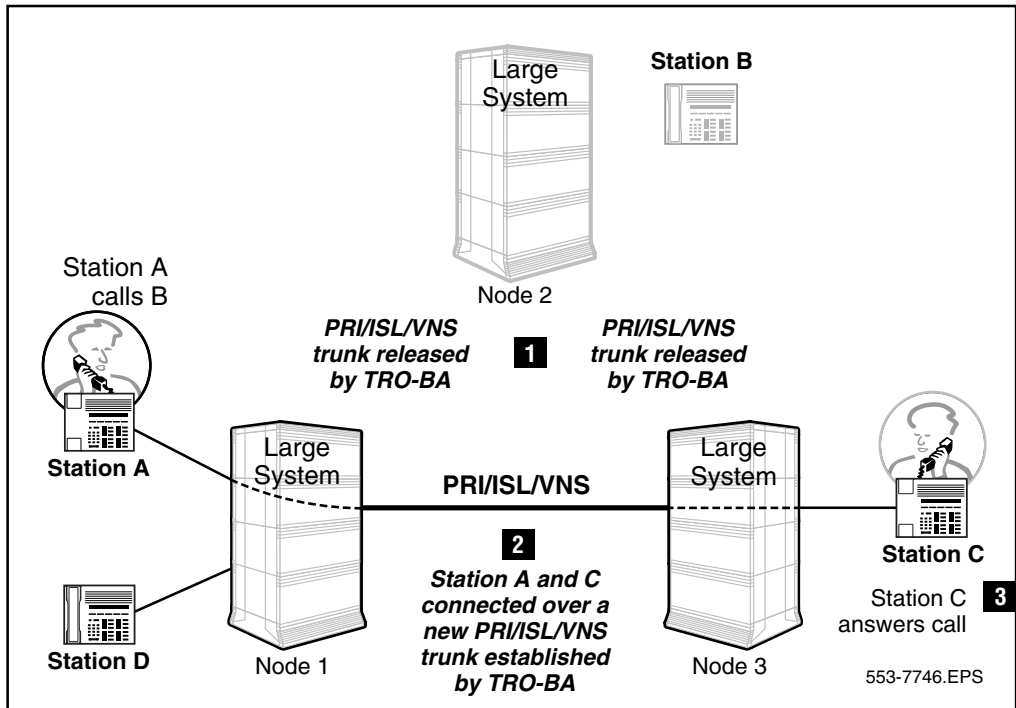 Large
System
Station B
Node 2
Station A
calls B
PRI/ISL/VNS
trunk released
by TRO-BA
1
PRI/ISL/VNS
trunk released
by TRO-BA
Station A
Large
System
PRI/ISL/VNS
Large
System
Station C
2
Station A and C
connected over a
new PRI/ISL/VNS
trunk established
by TRO-BA
Station C
answers call
3
Station D
Node 1
Node 3
553-7746.EPS